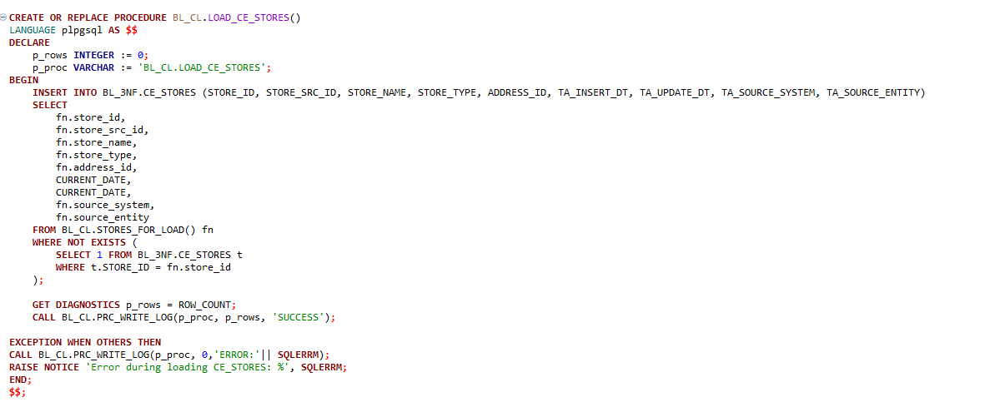 CREATE OR REPLACE PROCEDURE BL_CL.LOAD_CE_STORES()
LANGUAGE plpgsql AS $$
DECLARE
    p_rows INTEGER := 0;
    p_proc VARCHAR := 'BL_CL.LOAD_CE_STORES';
BEGIN
    INSERT INTO BL_3NF.CE_STORES (STORE_ID, STORE_SRC_ID, STORE_NAME, STORE_TYPE, ADDRESS_ID, TA_INSERT_DT, TA_UPDATE_DT, TA_SOURCE_SYSTEM, TA_SOURCE_ENTITY)
    SELECT
        fn.store_id,
        fn.store_src_id,
        fn.store_name,
        fn.store_type,
        fn.address_id,
        CURRENT_DATE,
        CURRENT_DATE,
        fn.source_system,
        fn.source_entity
    FROM BL_CL.STORES_FOR_LOAD() fn
    WHERE NOT EXISTS (
        SELECT 1 FROM BL_3NF.CE_STORES t
        WHERE t.STORE_ID = fn.store_id
    );
    GET DIAGNOSTICS p_rows = ROW_COUNT;
    CALL BL_CL.PRC_WRITE_LOG(p_proc, p_rows, 'SUCCESS');
EXCEPTION WHEN OTHERS THEN
CALL BL_CL.PRC_WRITE_LOG(p_proc, 0,'ERROR:'|| SQLERRM);
RAISE NOTICE 'Error during loading CE_STORES: %', SQLERRM;
END;
$$;